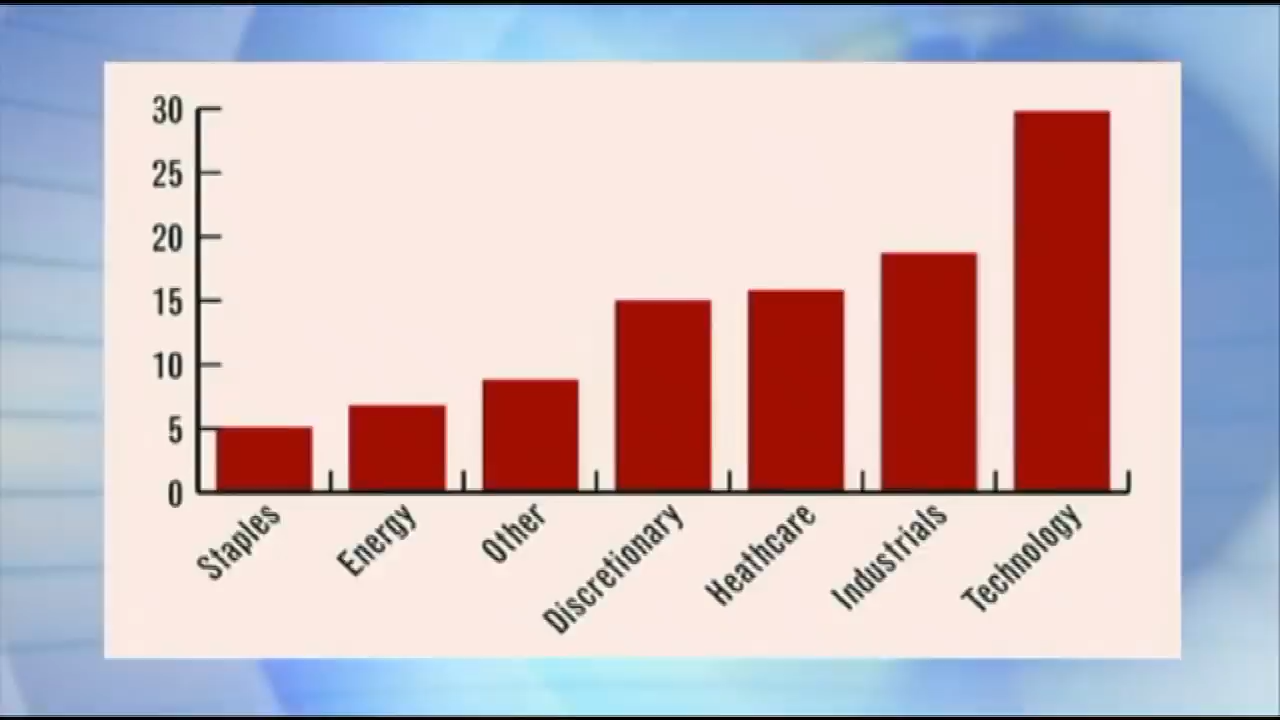 30
25
20
15
10
5
0
Staples
Energy
Other
Discretionary
Heathcare
Industrials
Technology